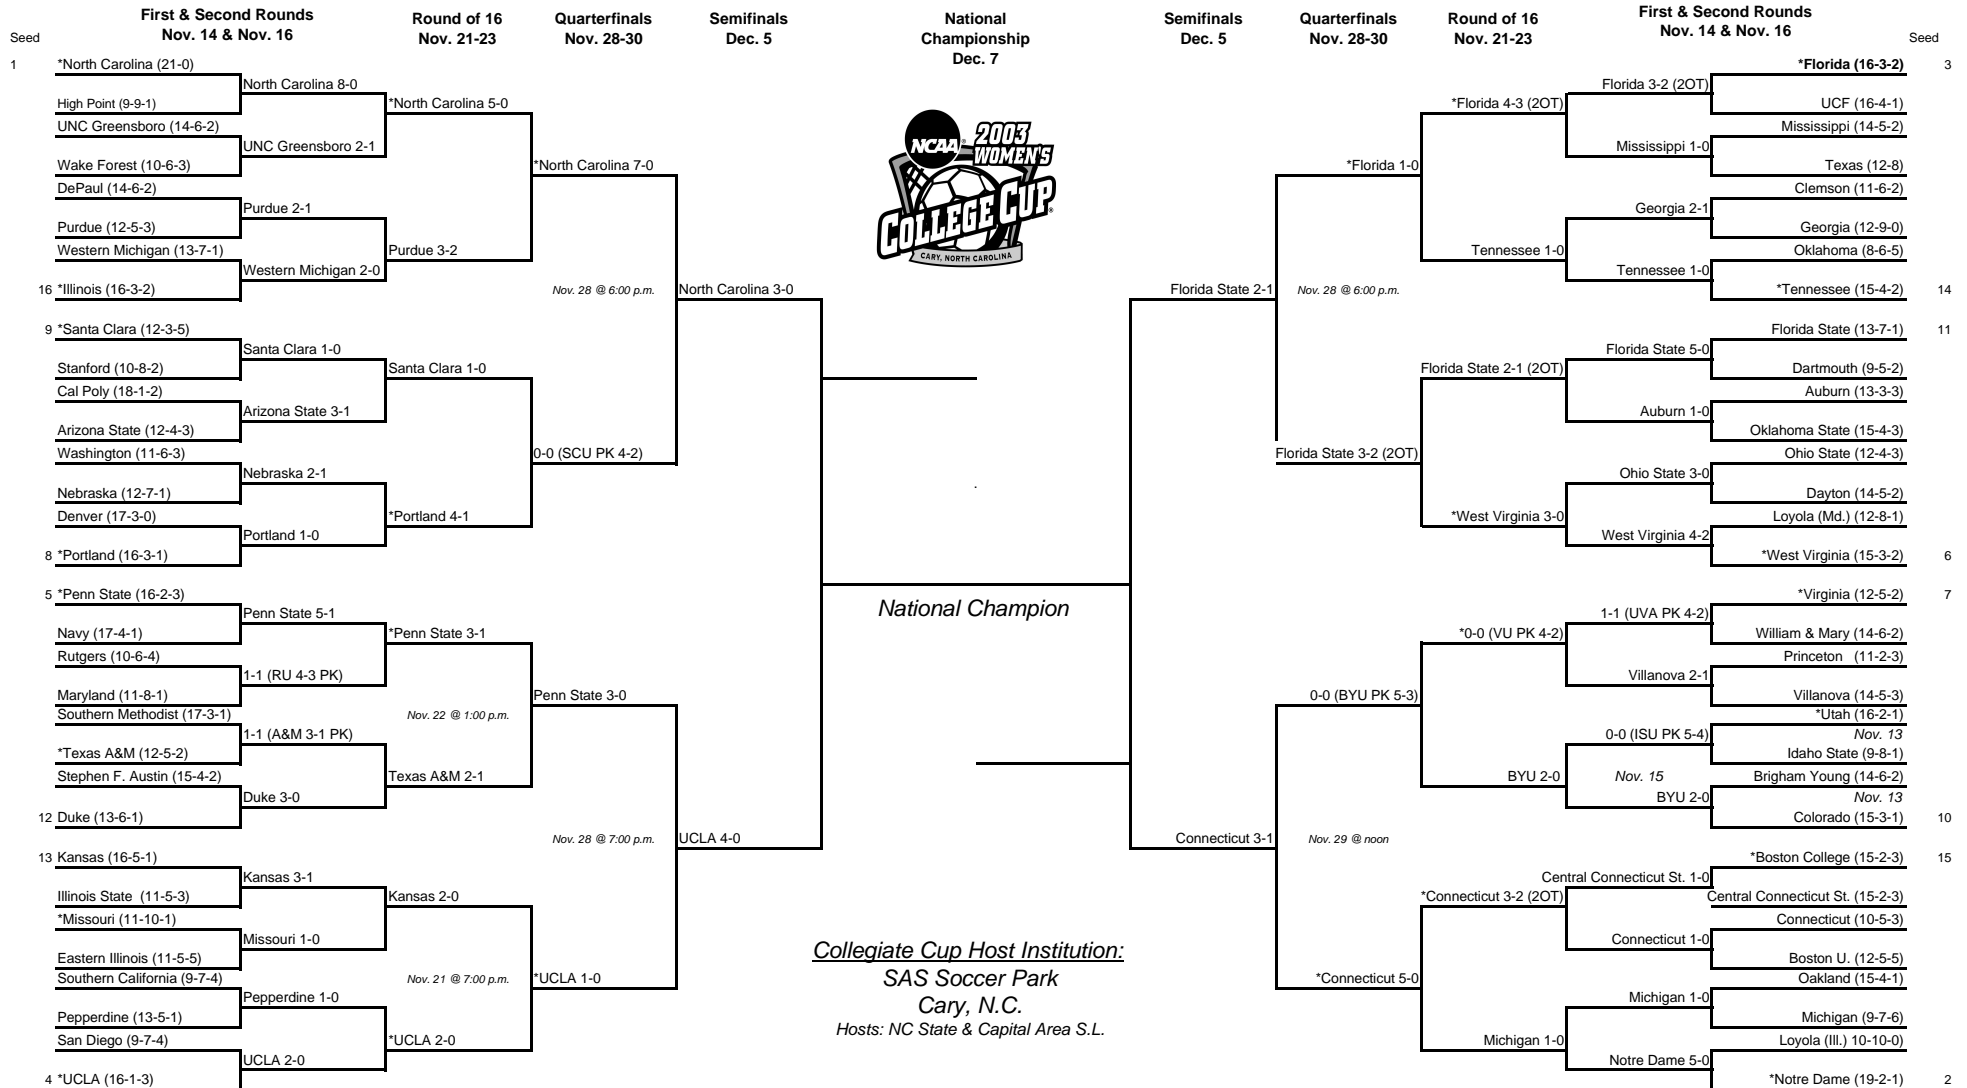 First & Second Rounds
Nov. 14 & Nov. 16
Round of 16
Nov. 21-23
Quarterfinals
Nov. 28-30
Semifinals
Dec. 5
National
Championship
Dec. 7
Semifinals
Dec. 5
Quarterfinals
Nov. 28-30
Round of 16
Nov. 21-23
First & Second Rounds
Nov. 14 & Nov. 16
Seed
Seed
1 *North Carolina (21-0)
North Carolina 8-0
High Point (9-9-1)
*North Carolina 5-0
UNC Greensboro (14-6-2)
UNC Greensboro 2-1
Wake Forest (10-6-3)
*North Carolina 7-0
DePaul (14-6-2)
Purdue 2-1
Purdue (12-5-3)
Purdue 3-2
Western Michigan (13-7-1)
Western Michigan 2-0
16 *Illinois (16-3-2)
Nov. 28 @ 6:00 p.m.
North Carolina 3-0
9 *Santa Clara (12-3-5)
Santa Clara 1-0
Stanford (10-8-2)
Santa Clara 1-0
Cal Poly (18-1-2)
Arizona State 3-1
Arizona State (12-4-3)
0-0 (SCU PK 4-2)
Washington (11-6-3)
Nebraska 2-1
Nebraska (12-7-1)
*Portland 4-1
Denver (17-3-0)
Portland 1-0
8 *Portland (16-3-1)
5 *Penn State (16-2-3)
Penn State 5-1
Navy (17-4-1)
*Penn State 3-1
Rutgers (10-6-4)
1-1 (RU 4-3 PK)
Maryland (11-8-1)
Penn State 3-0
Southern Methodist (17-3-1)
Nov. 22 @ 1:00 p.m.
1-1 (A&M 3-1 PK)
*Texas A&M (12-5-2)
Texas A&M 2-1
Stephen F. Austin (15-4-2)
Duke 3-0
12 Duke (13-6-1)
Nov. 28 @ 7:00 p.m.
UCLA 4-0
13 Kansas (16-5-1)
Kansas 3-1
Illinois State (11-5-3)
Kansas 2-0
*Missouri (11-10-1)
Missouri 1-0
Eastern Illinois (11-5-5)
Southern California (9-7-4)
Nov. 21 @ 7:00 p.m.
*UCLA 1-0
Pepperdine 1-0
Pepperdine (13-5-1)
San Diego (9-7-4)
*UCLA 2-0
UCLA 2-0
4 *UCLA (16-1-3)
NCAA®
2003
WOMEN'S
COLLEGE CUP®
CARY, NORTH CAROLINA
.
National Champion
Collegiate Cup Host Institution:
SAS Soccer Park
Cary, N.C.
Hosts: NC State & Capital Area S.L.
*Florida (16-3-2) 3
Florida 3-2 (2OT)
UCF (16-4-1)
*Florida 4-3 (2OT)
Mississippi (14-5-2)
Mississippi 1-0
Texas (12-8)
*Florida 1-0
Clemson (11-6-2)
Georgia 2-1
Georgia (12-9-0)
Tennessee 1-0
Oklahoma (8-6-5)
Tennessee 1-0
*Tennessee (15-4-2) 14
Florida State 2-1
Nov. 28 @ 6:00 p.m.
Florida State (13-7-1) 11
Florida State 5-0
Dartmouth (9-5-2)
Florida State 2-1 (2OT)
Auburn (13-3-3)
Auburn 1-0
Oklahoma State (15-4-3)
Florida State 3-2 (2OT)
Ohio State (12-4-3)
Ohio State 3-0
Dayton (14-5-2)
*West Virginia 3-0
Loyola (Md.) (12-8-1)
West Virginia 4-2
*West Virginia (15-3-2) 6
*Virginia (12-5-2) 7
1-1 (UVA PK 4-2)
William & Mary (14-6-2)
*0-0 (VU PK 4-2)
Princeton (11-2-3)
Villanova 2-1
Villanova (14-5-3)
0-0 (BYU PK 5-3)
*Utah (16-2-1)
0-0 (ISU PK 5-4)
Nov. 13
Idaho State (9-8-1)
BYU 2-0
Nov. 15
Brigham Young (14-6-2)
BYU 2-0
Nov. 13
Colorado (15-3-1) 10
Connecticut 3-1
Nov. 29 @ noon
*Boston College (15-2-3) 15
Central Connecticut St. 1-0
Central Connecticut St. (15-2-3)
*Connecticut 3-2 (2OT)
Connecticut (10-5-3)
Connecticut 1-0
Boston U. (12-5-5)
*Connecticut 5-0
Oakland (15-4-1)
Michigan 1-0
Michigan (9-7-6)
Michigan 1-0
Loyola (Ill.) 10-10-0)
Notre Dame 5-0
*Notre Dame (19-2-1) 2